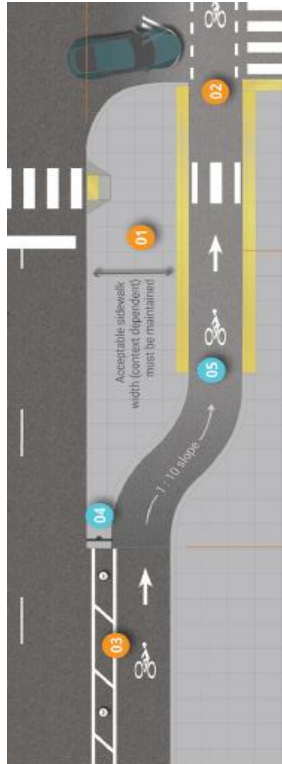 02
01
Acceptable sidewalk
width (context dependent)
must be maintained
05
1:10 slope
04
03